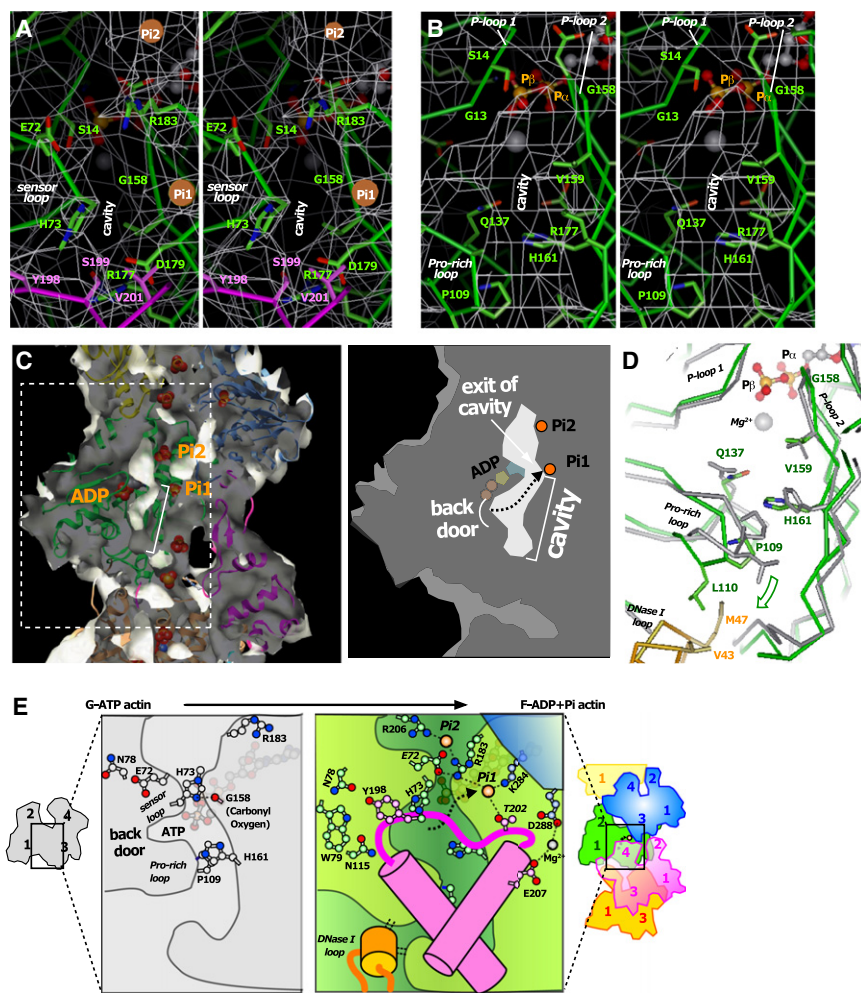 A
Pi2
Pi2
E72
S14
R183
E72
S14
R183
sensor
loop
G158
Pi1
sensor
loop
G158
Pi1
H73
cavity
H73
cavity
S199
D179
S199
D179
Y198
R177
V201
Y198
R177
V201
B
P-loop 1
P-loop 2
P-loop 1
P-loop 2
S14
Pβ
Pα
G158
S14
Pβ
Pα
G158
G13
G13
V159
V159
cavity
cavity
Q137
R177
Q137
R177
H161
H161
Pro-rich
loop
Pro-rich
loop
P109
P109
C
Pi2
ADP
Pi1
exit of
cavity
Pi2
ADP
Pi1
back
door
cavity
D
Pα
P-loop 1
Pβ
G158
P-loop 2
Mg2+
Q137
V159
Pro-rich
loop
H161
P109
L110
DNase I
loop
M47
V43
E
G-ATP actin
F-ADP+Pi actin
2
4
1
3
R183
N78
E72
H73
sensor
loop
G158
(Carbonyl
Oxygen)
back
door
ATP
Pro-rich
loop
H161
P109
R206
Pi2
E72
R183
N78
H73
Pi1
K284
Y198
T202
D288
W79
N115
Mg2+
E207
DNase I
loop
2
4
3
1
2
1
4
2
1
3
1
3